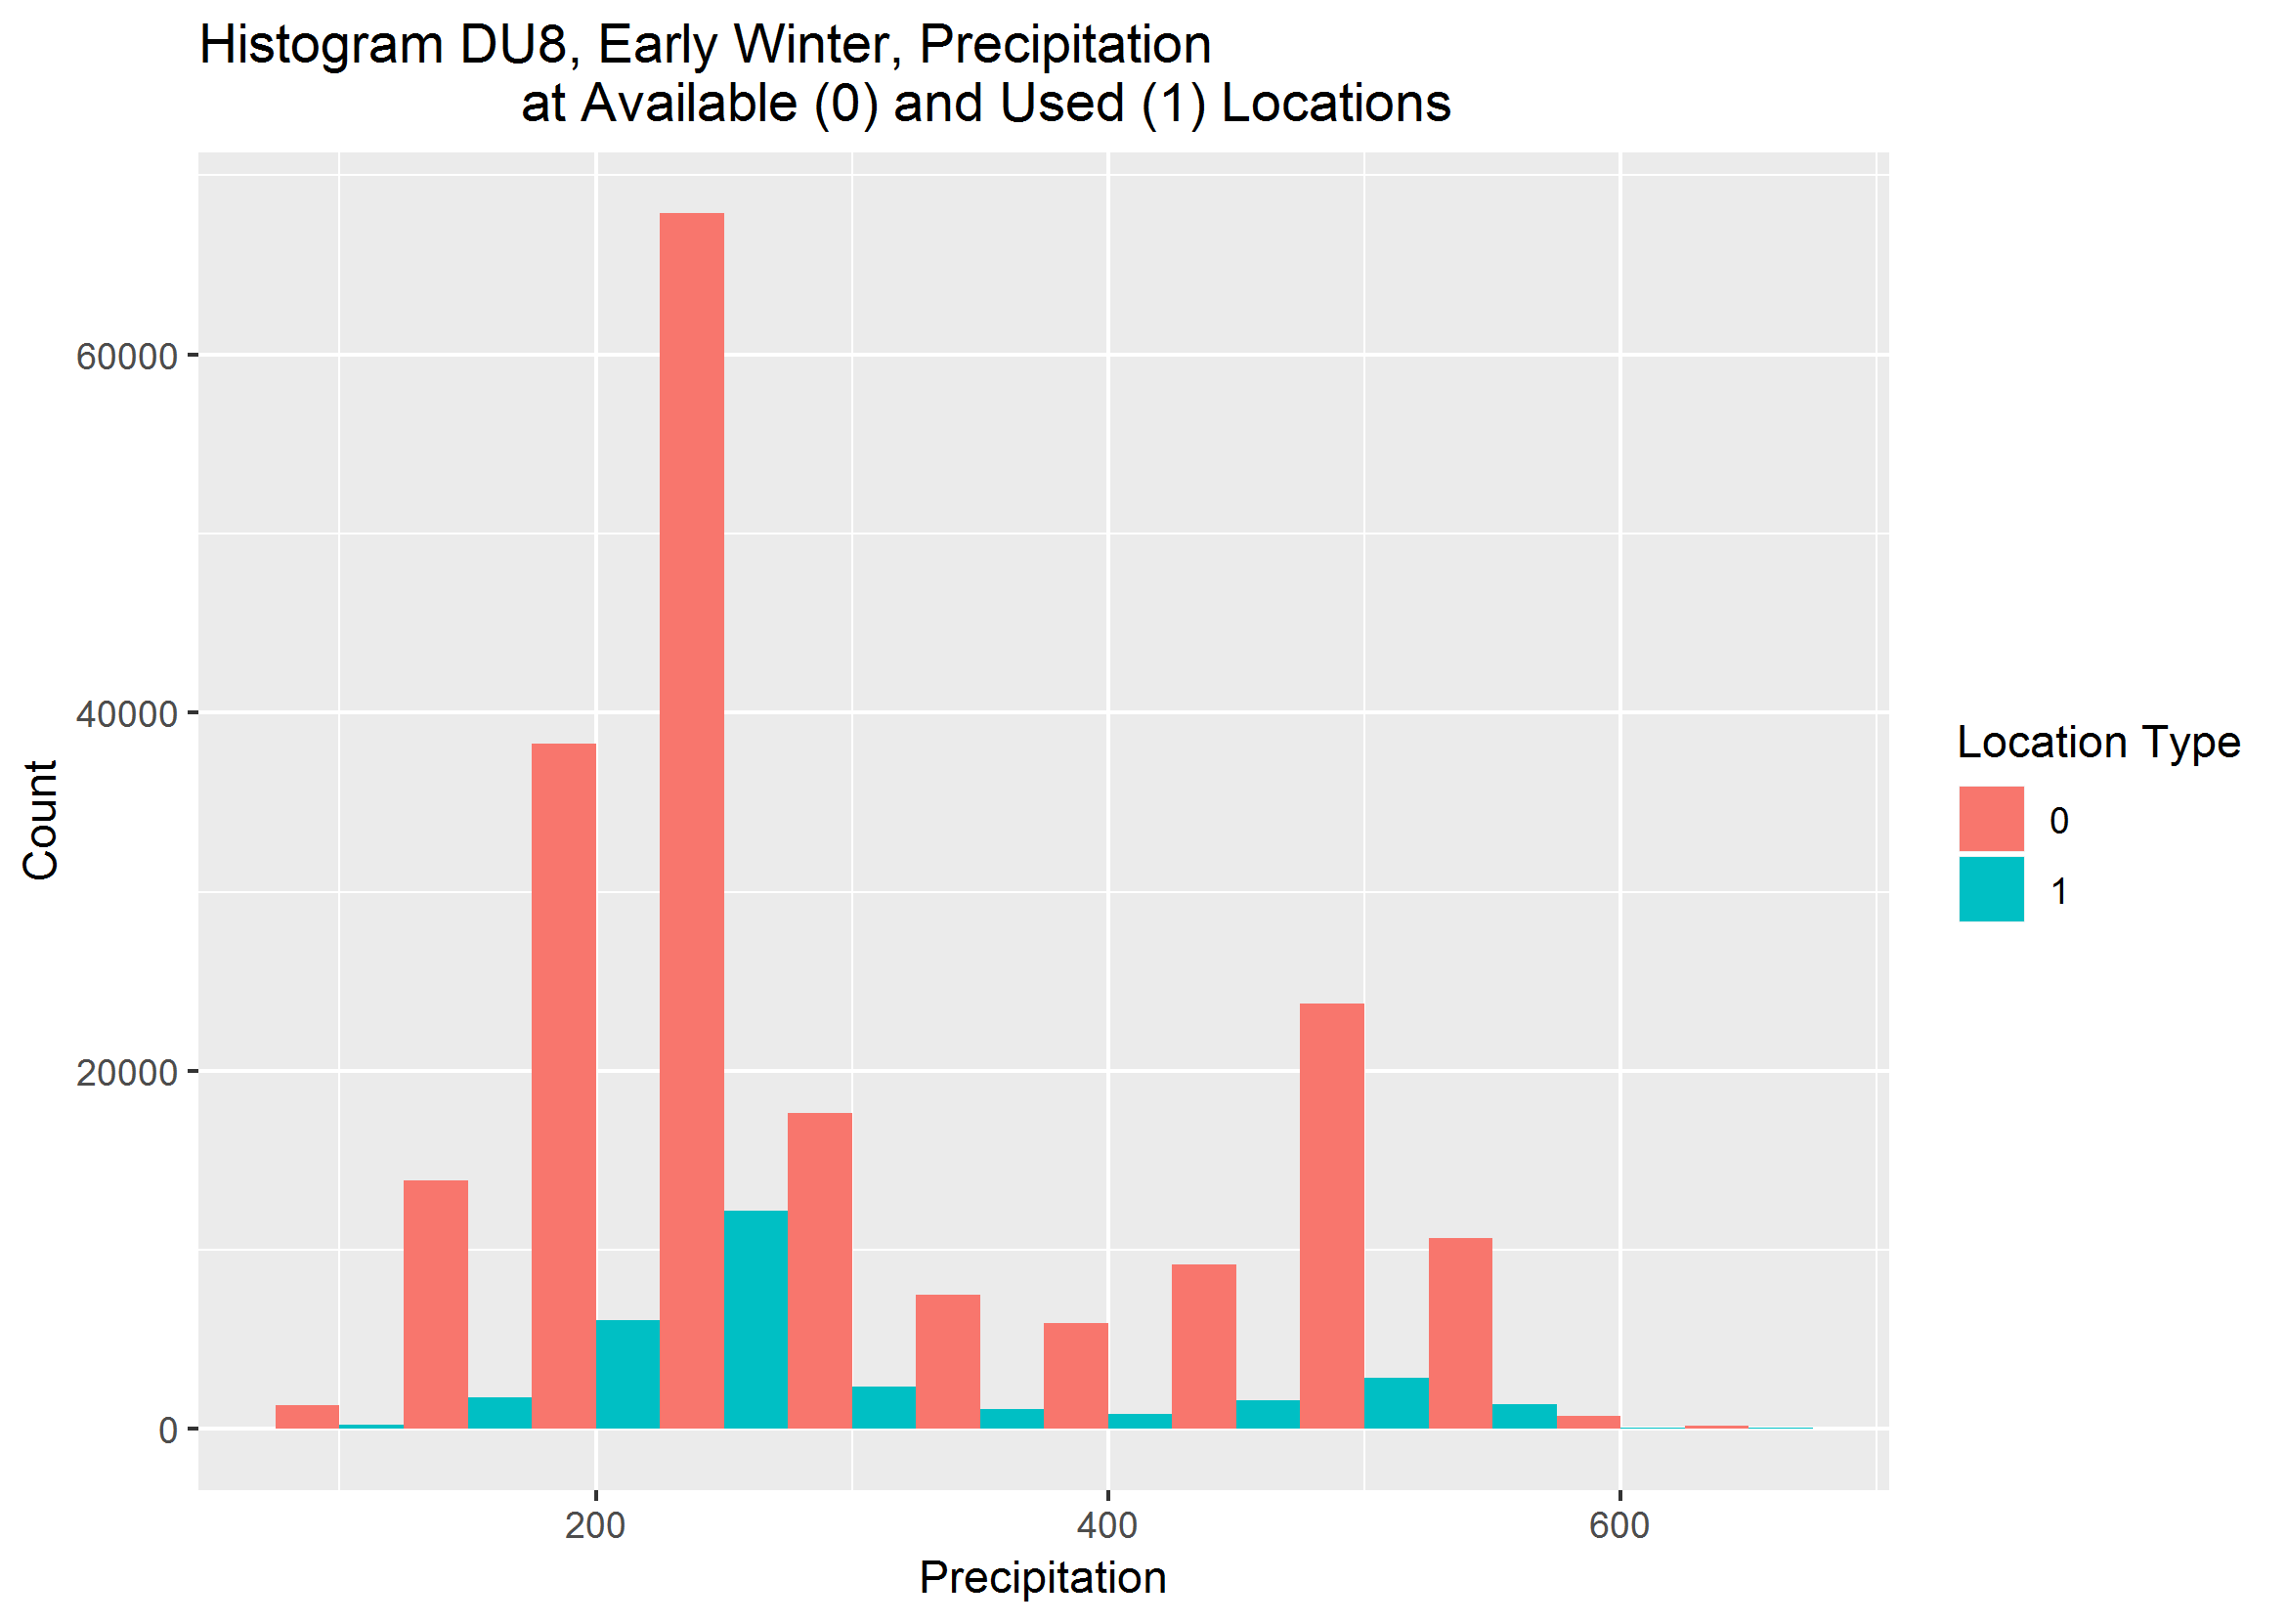 Histogram DU8, Early Winter, Precipitation
at Available (0) and Used (1) Locations
60000
40000
20000
0
Count
200
400
600
Precipitation
Location Type
0
1